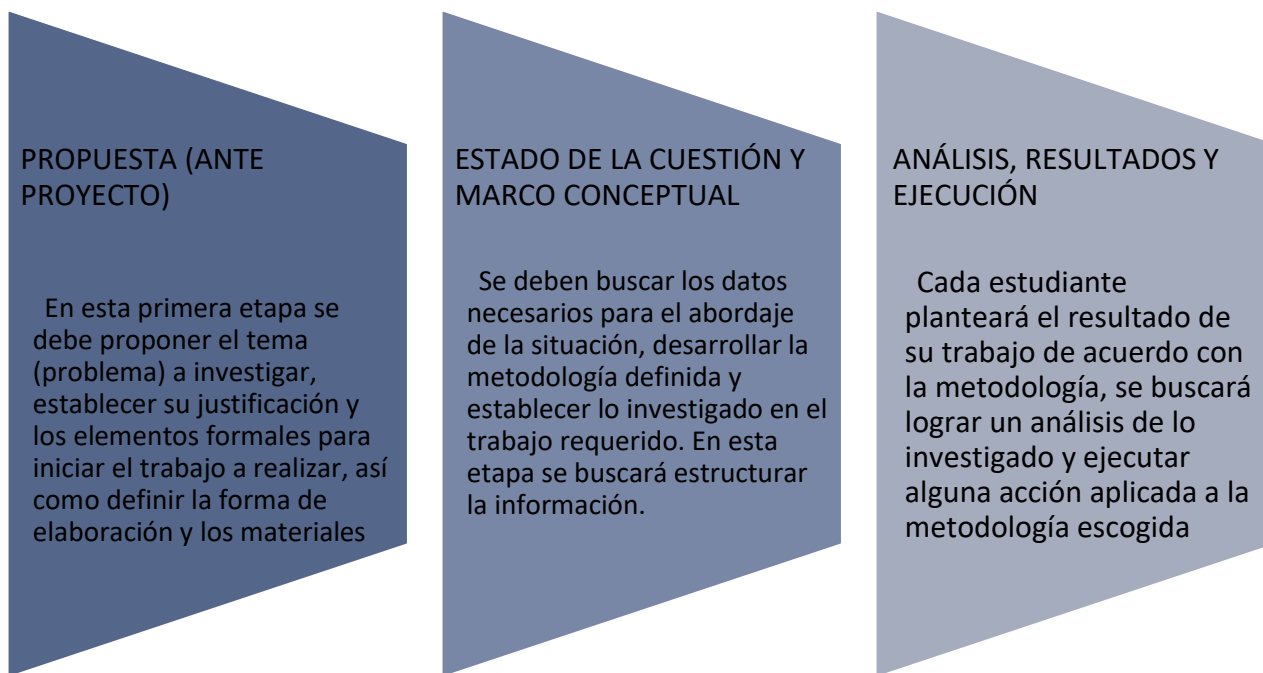 PROPUESTA (ANTE
PROYECTO)
En esta primera etapa se
debe proponer el tema
(problema) a investigar,
establecer su justificación y
los elementos formales para
iniciar el trabajo a realizar, así
como definir la forma de
elaboración y los materiales
ESTADO DE LA CUESTIÓN Y
MARCO CONCEPTUAL
Se deben buscar los datos
necesarios para el abordaje
de la situación, desarrollar la
metodología definida y
establecer lo investigado en el
trabajo requerido. En esta
etapa se buscará estructurar
la información.
ANÁLISIS, RESULTADOS Y
EJECUCIÓN
Cada estudiante
planteará el resultado de
su trabajo de acuerdo con
la metodología, se buscará
lograr un análisis de lo
investigado y ejecutar
alguna acción aplicada a la
metodología escogida